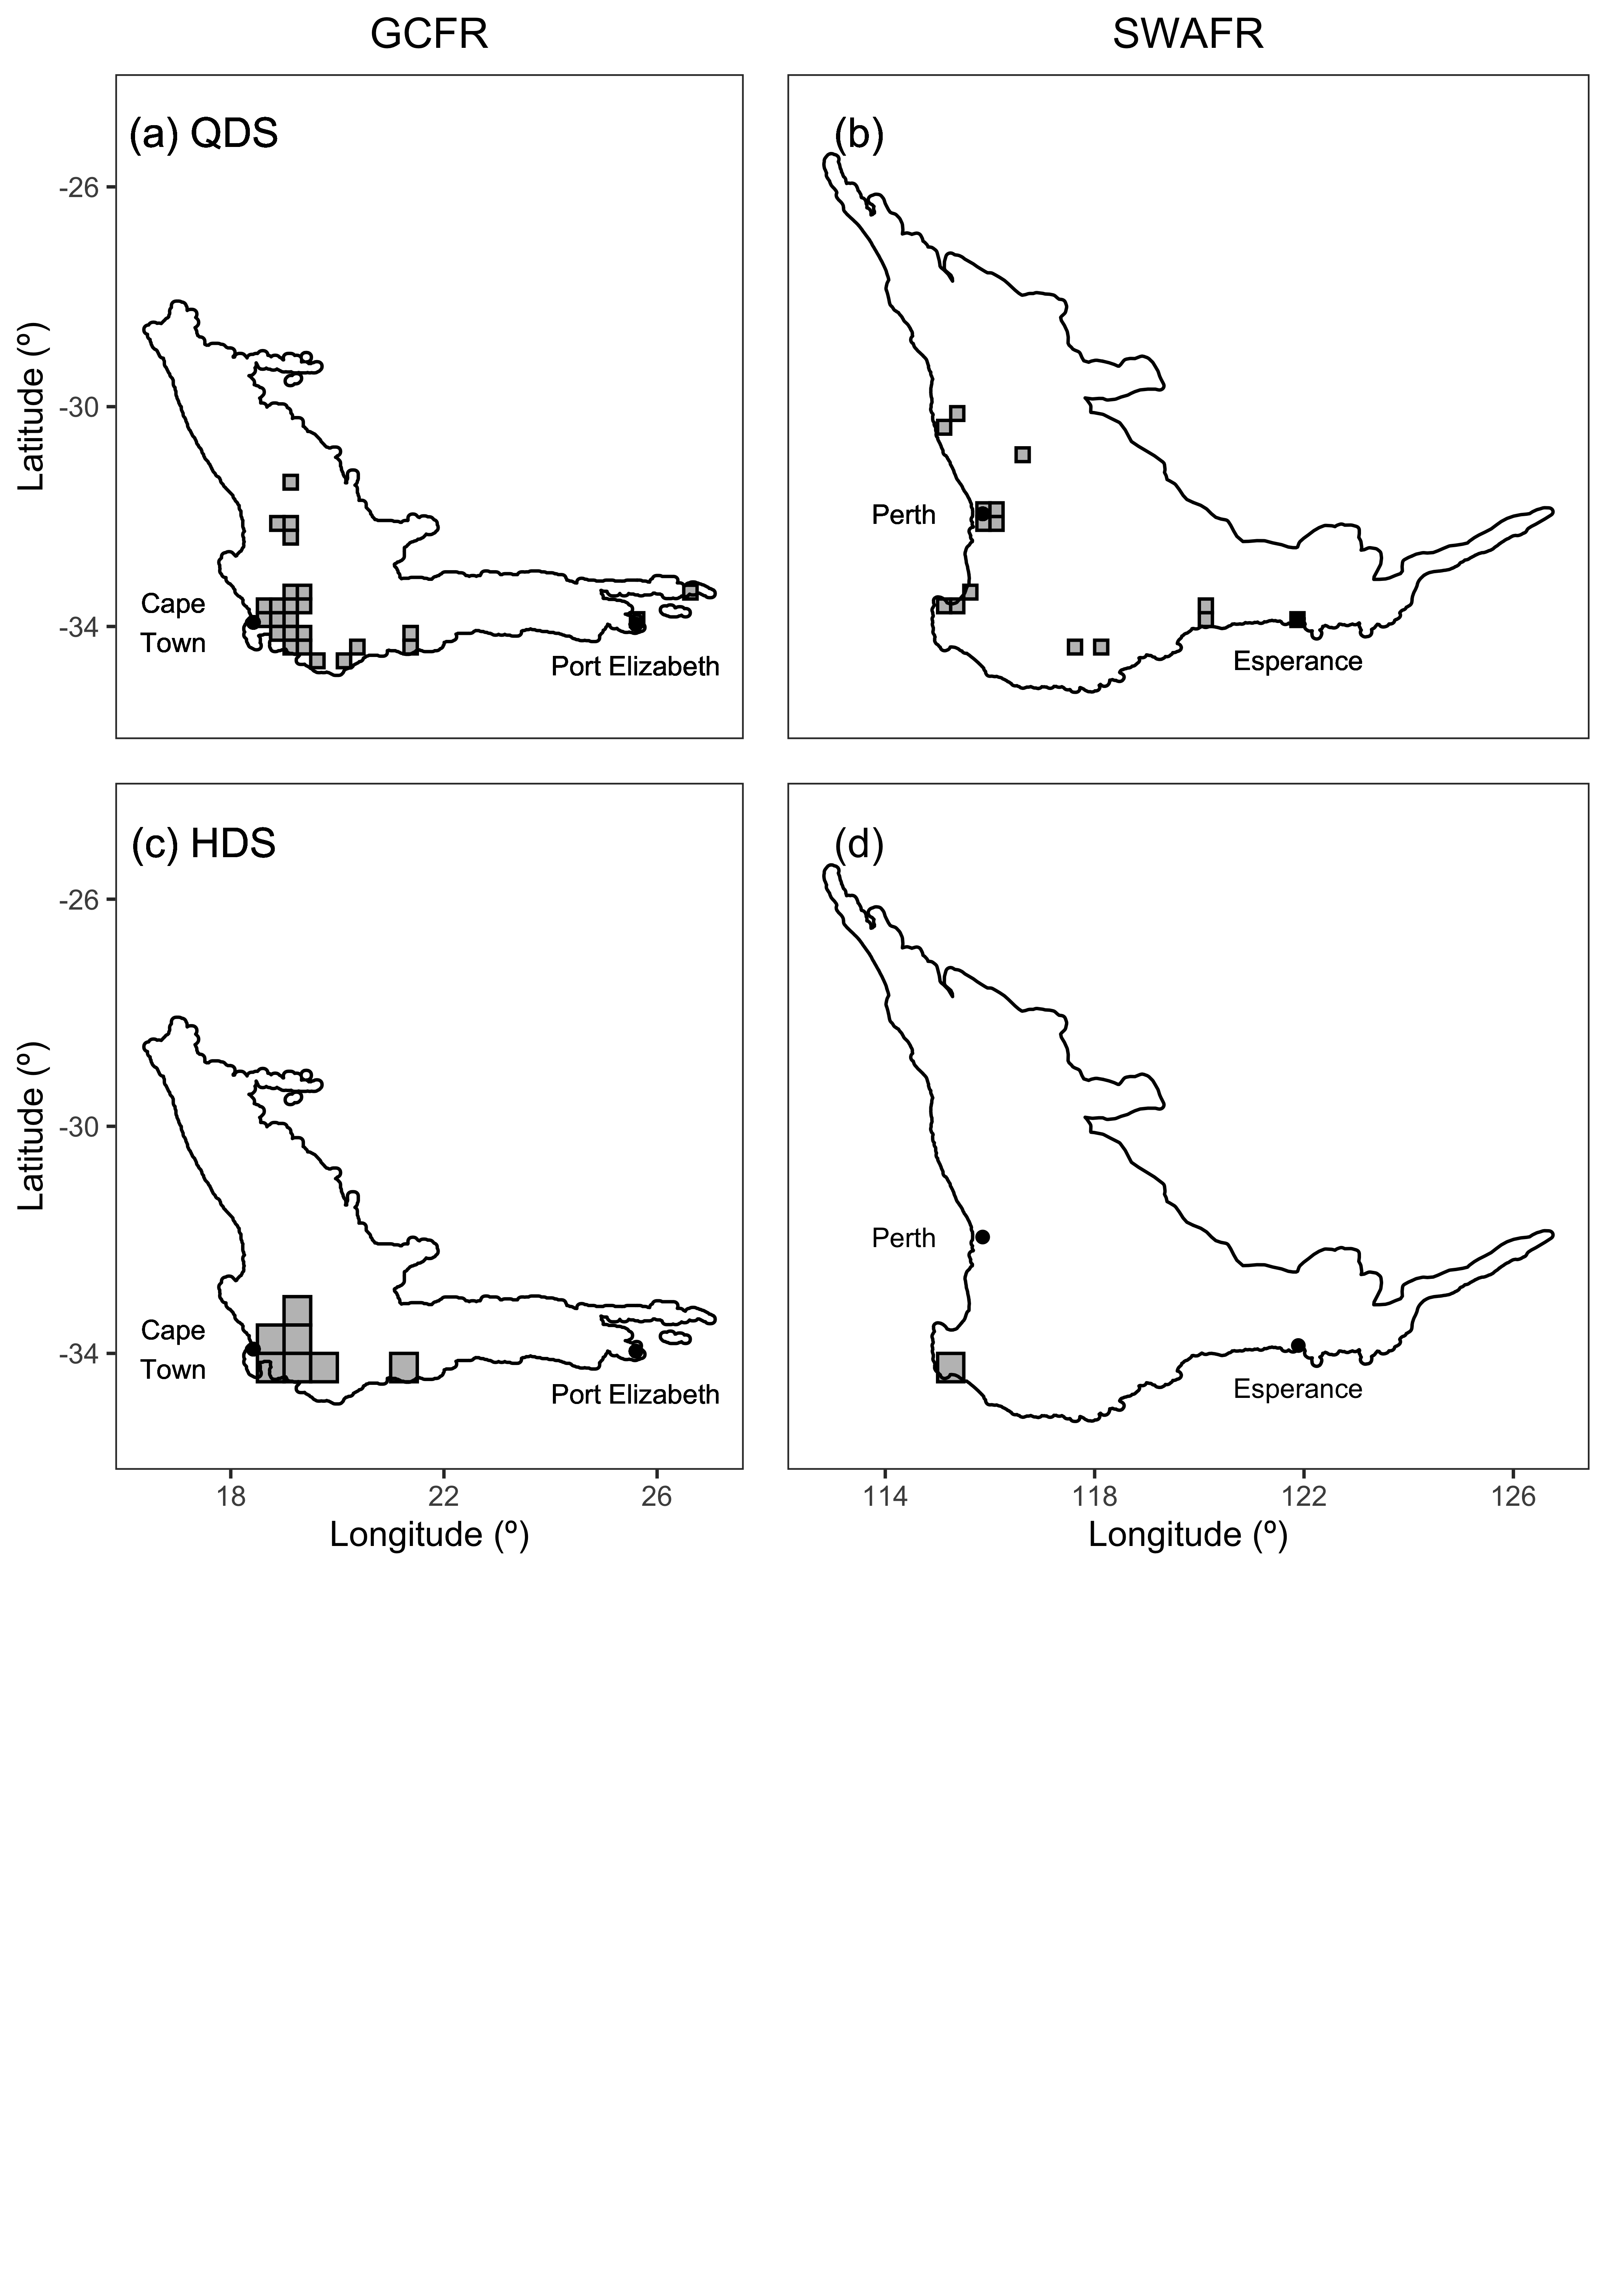 GCFR
SWAFR
(a) QDS
(b)
-26
-30
-34
Latitude (º)
Cape
Town
Port Elizabeth
Perth
Esperance
(c) HDS
(d)
-26
-30
-34
Latitude (º)
Cape
Town
Port Elizabeth
Perth
Esperance
18
22
26
114
118
122
126
Longitude (º)
Longitude (º)